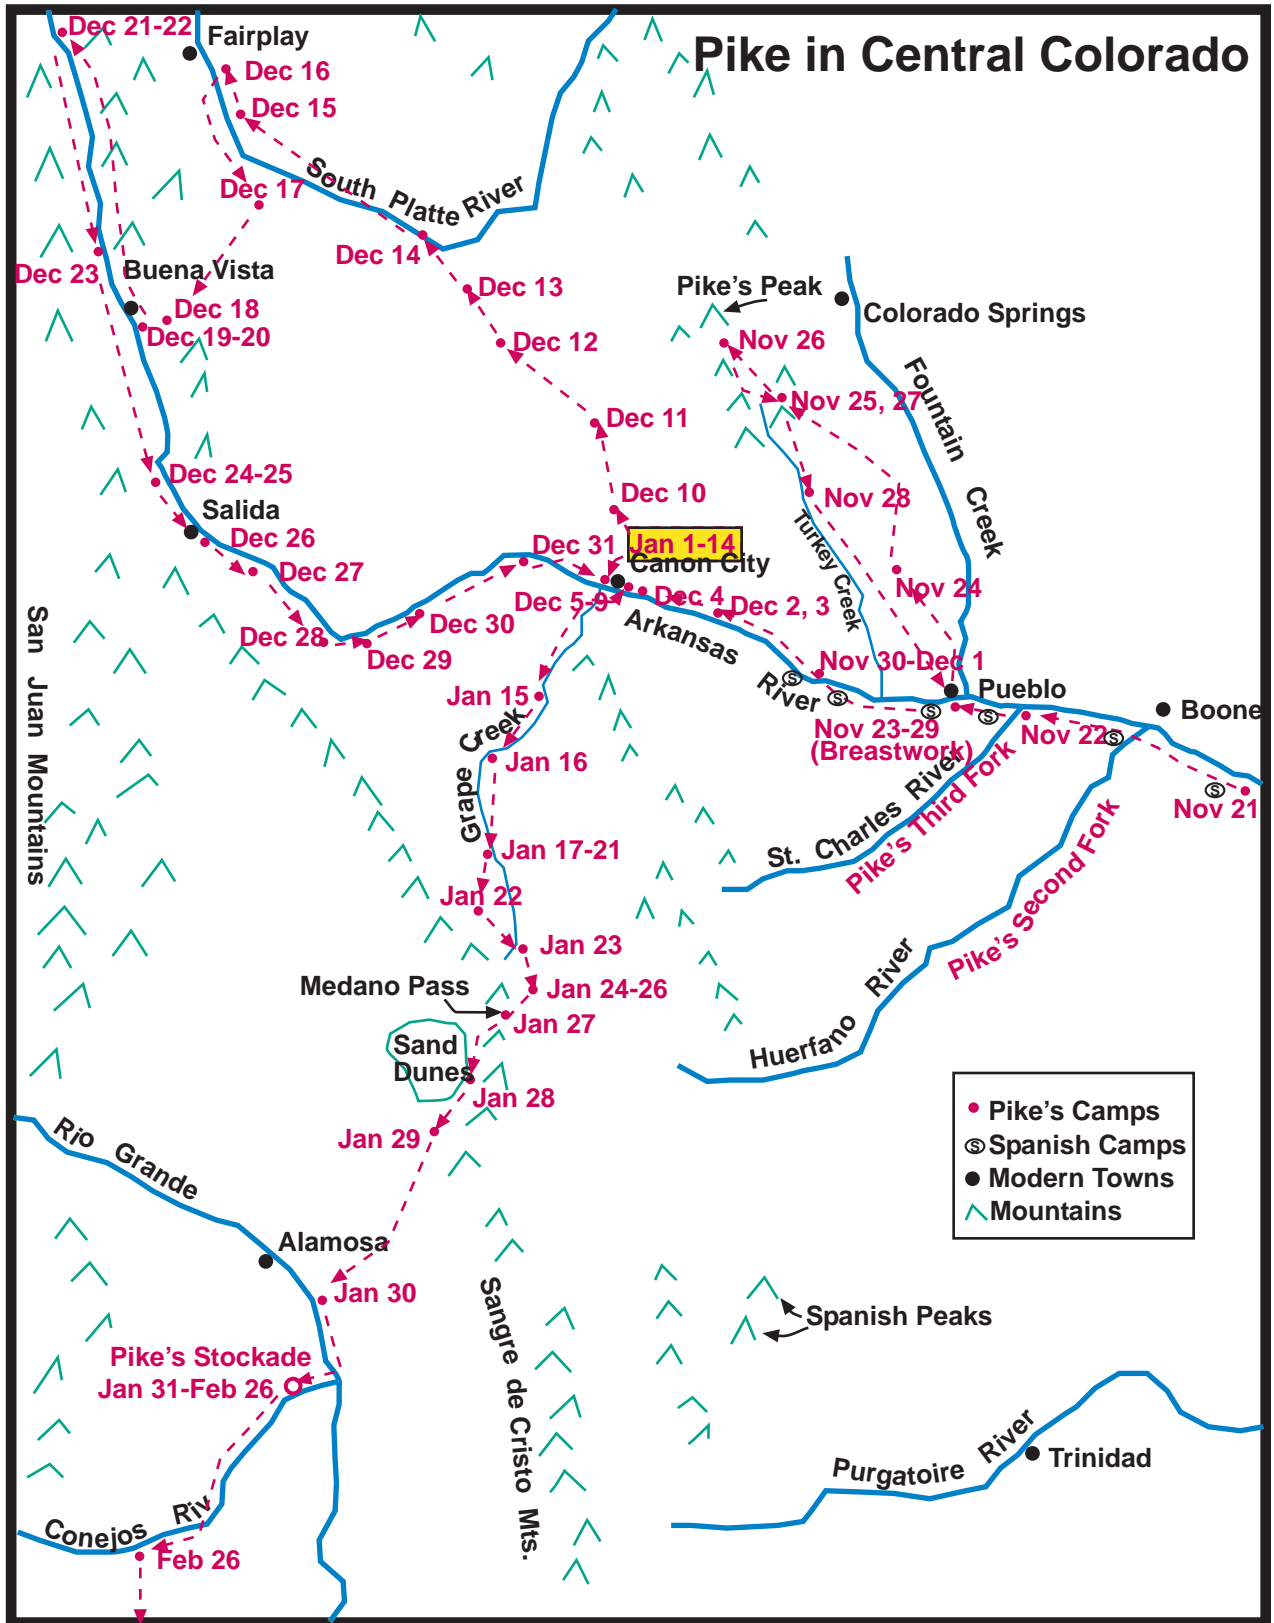 Pike in Central Colorado
Dec 21-22
Fairplay
Dec 16
Dec 15
South Platte River
Dec 17
Dec 14
Dec 23
Buena Vista
Dec 13
Pike's Peak
Colorado Springs
Dec 18
Dec 19-20
Dec 12
Nov 26
Fountain Creek
Dec 11
Nov 25, 27
Dec 24-25
Dec 10
Nov 28
Salida
Turkey Creek
Dec 26
Dec 31
Jan 1-14
Canon City
Dec 27
Nov 24
Dec 5-9
Dec 4
Dec 2, 3
Dec 28
Dec 30
Dec 29
Arkansas River
Nov 30-Dec 1
Pueblo
Boone
San Juan Mountains
Jan 15
Grape Creek
Nov 23-29
(Breastwork)
Nov 22
S
S
S
S
S
S
Nov 21
Jan 16
St. Charles River
Pike's Third Fork
Jan 17-21
Pike's Second Fork
Jan 22
Jan 23
Medano Pass
Jan 24-26
Jan 27
Huerfano River
Sand
Dunes
Jan 28
Jan 29
Pike's Camps
S Spanish Camps
Modern Towns
Mountains
Rio Grande
Alamosa
Jan 30
Spanish Peaks
Sangre de Cristo Mts.
Pike's Stockade
Jan 31-Feb 26
Purgatoire River
Trinidad
Conejos Riv
Feb 26